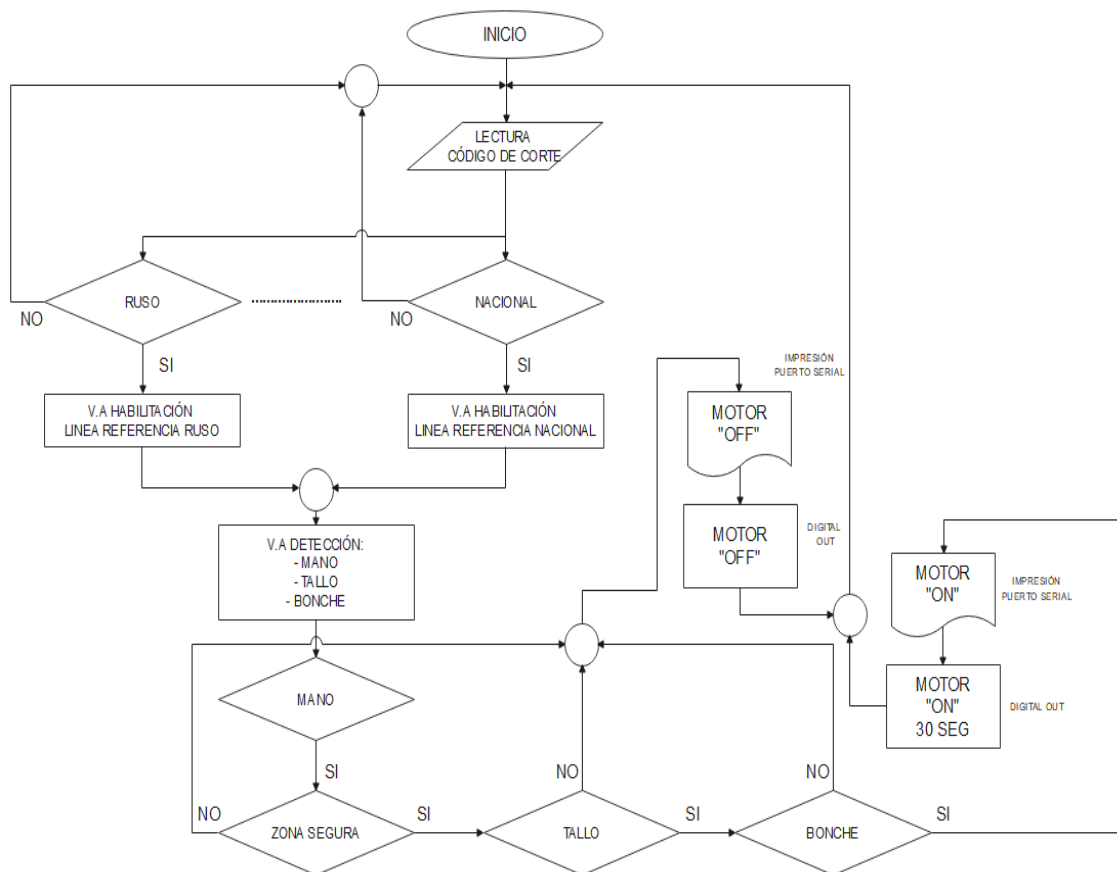 INICIO
LECTURA
CÓDIGO DE CORTE
RUSO
NACIONAL
NO
NO
SI
SI
V.A HABILITACIÓN
LINEA REFERENCIA RUSO
V.A HABILITACIÓN
LINEA REFERENCIA NACIONAL
IMPRESIÓN
PUERTO SERIAL
MOTOR
"OFF"
MOTOR
"OFF"
DIGITAL
OUT
V.A DETECCIÓN:
- MANO
- TALLO
- BONCHE
MOTOR
"ON"
IMPRESIÓN
PUERTO SERIAL
MOTOR
"ON"
30 SEG
DIGITAL OUT
MANO
SI
NO
ZONA SEGURA
SI
NO
TALLO
SI
NO
BONCHE
SI